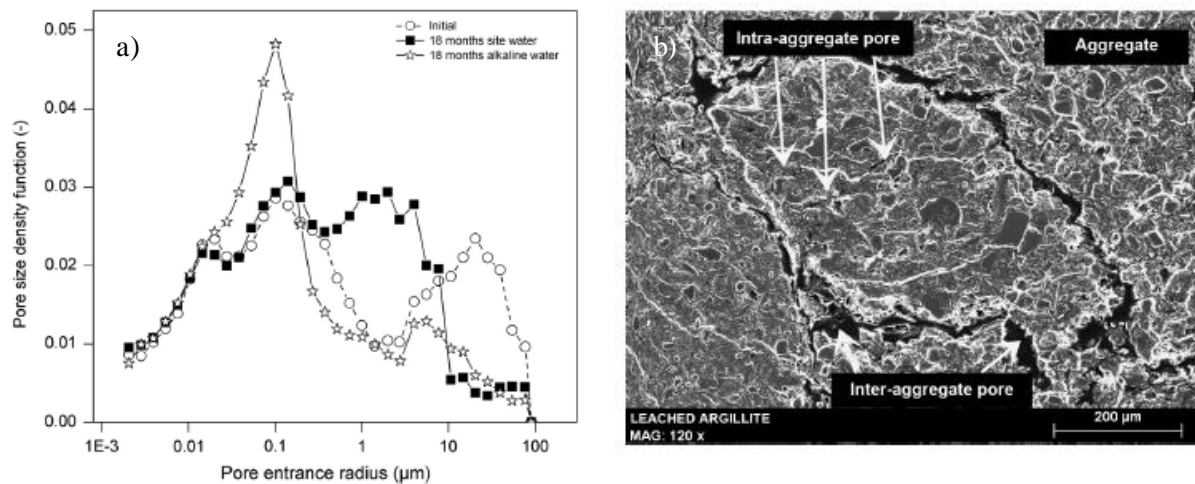 a)
Initial
18 months site water
18 months alkaline water
0.05
0.04
0.03
0.02
0.01
0.00
Pore size density function (-)
1E-3
0.01
0.1
1
10
100
Pore entrance radius (µm)
b)
Intra-aggregate pore
Aggregate
Inter-aggregate pore
LEACHED ARGILLITE
MAG: 120 x
200 µm